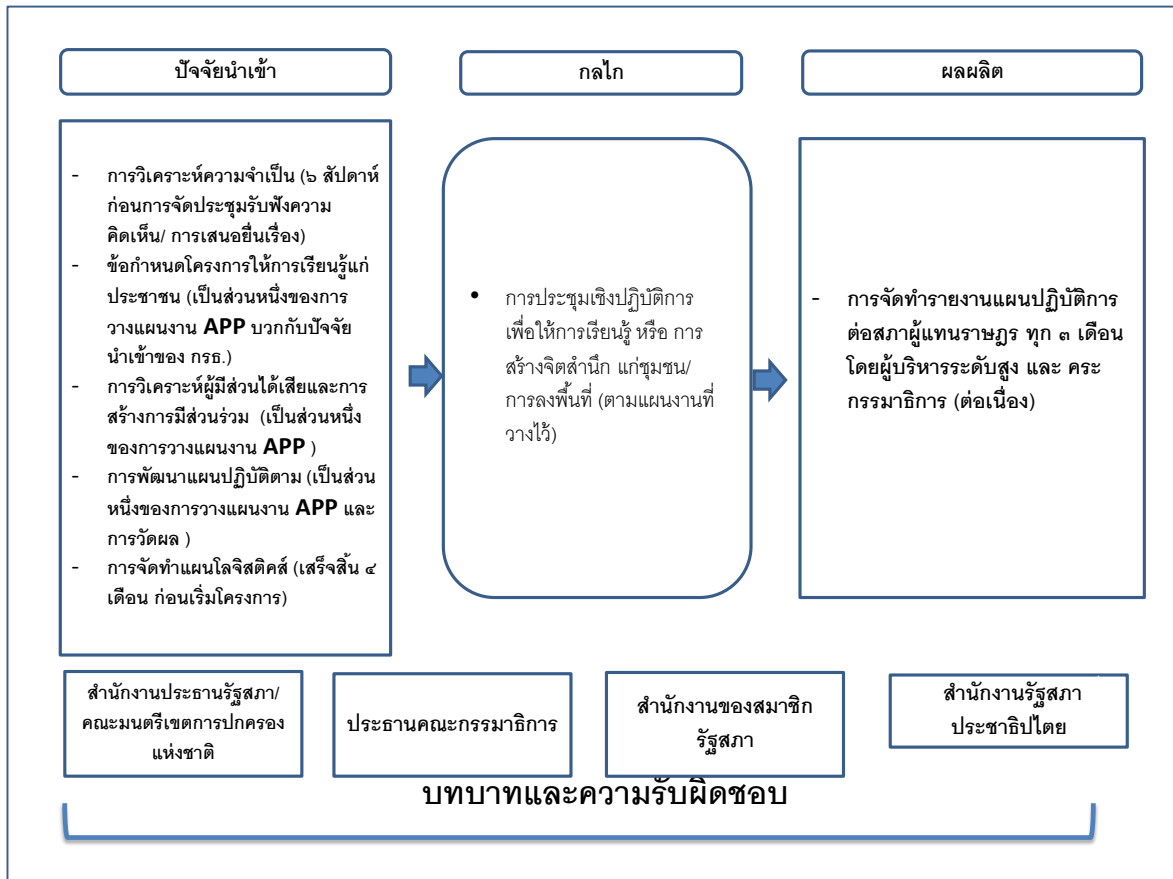 ปัจจัยนำเข้า
กลไก
ผลผลิต
- การวิเคราะห์ความจำเป็น (๖ สัปดาห์
ก่อนการจัดประชุมรับฟังความ
คิดเห็น/ การเสนอยื่นเรื่อง)
- ข้อกำหนดโครงการให้การเรียนรู้แก่
ประชาชน (เป็นส่วนหนึ่งของการ
วางแผนงาน APP บวกกับปัจจัย
นำเข้าของ กรธ.)
- การวิเคราะห์ผู้มีส่วนได้เสียและการ
สร้างการมีส่วนร่วม (เป็นส่วนหนึ่ง
ของการวางแผนงาน APP )
- การพัฒนาแผนปฏิบัติตาม (เป็นส่วน
หนึ่งของการวางแผนงาน APP และ
การวัดผล )
- การจัดทำแผนโลจิสติคส์ (เสร็จสิ้น ๔
เดือน ก่อนเริ่มโครงการ)
• การประชุมเชิงปฏิบัติการ
เพื่อให้การเรียนรู้ หรือ การ
สร้างจิตสำนึก แก่ชุมชน/
การลงพื้นที่ (ตามแผนงานที่
วางไว้)
- การจัดทำรายงานแผนปฏิบัติการ
ต่อสภาผู้แทนราษฎร ทุก ๓ เดือน
โดยผู้บริหารระดับสูง และ คระ
กรรมาธิการ (ต่อเนื่อง)
สำนักงานประธานรัฐสภา/
คณะมนตรีเขตการปกครอง
แห่งชาติ
ประธานคณะกรรมาธิการ
สำนักงานของสมาชิก
รัฐสภา
สำนักงานรัฐสภา
ประชาธิปไตย
บทบาทและความรับผิดชอบ